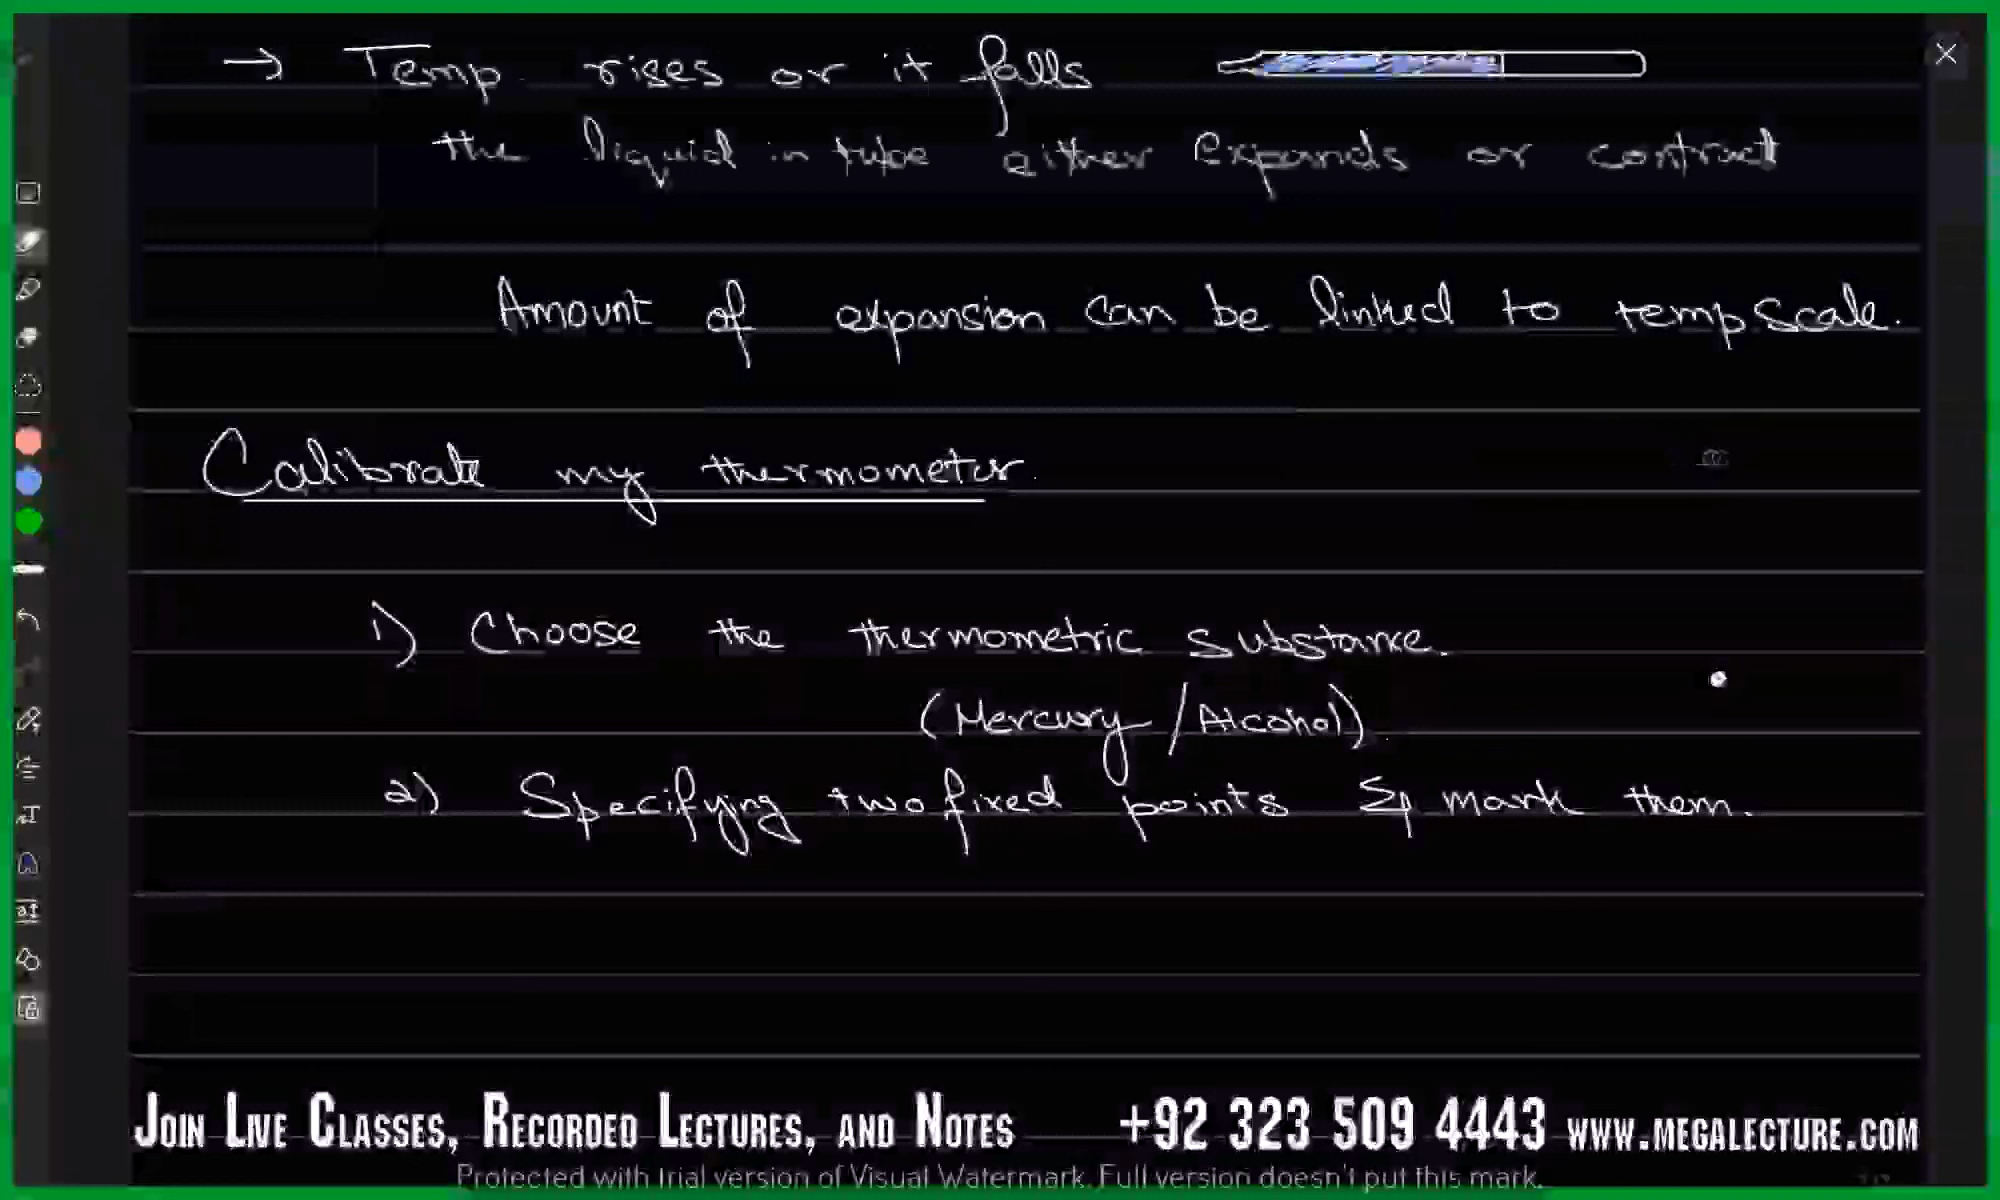 → Temp rises or it falls
the liquid in tube either Expands or contract
Amount of expansion can be linked to temp Scale.
Calibrate my thermometer.
1) Choose the thermometric substance.
(Mercury / Alcohol)
2) Specifying two fixed points & mark them.
JOIN LIVE CLASSES, RECORDED LECTURES, AND NOTES +92 323 509 4443 WWW.MEGALECTURE.COM
Protected with trial version of Visual Watermark. Full version doesn't put this mark.